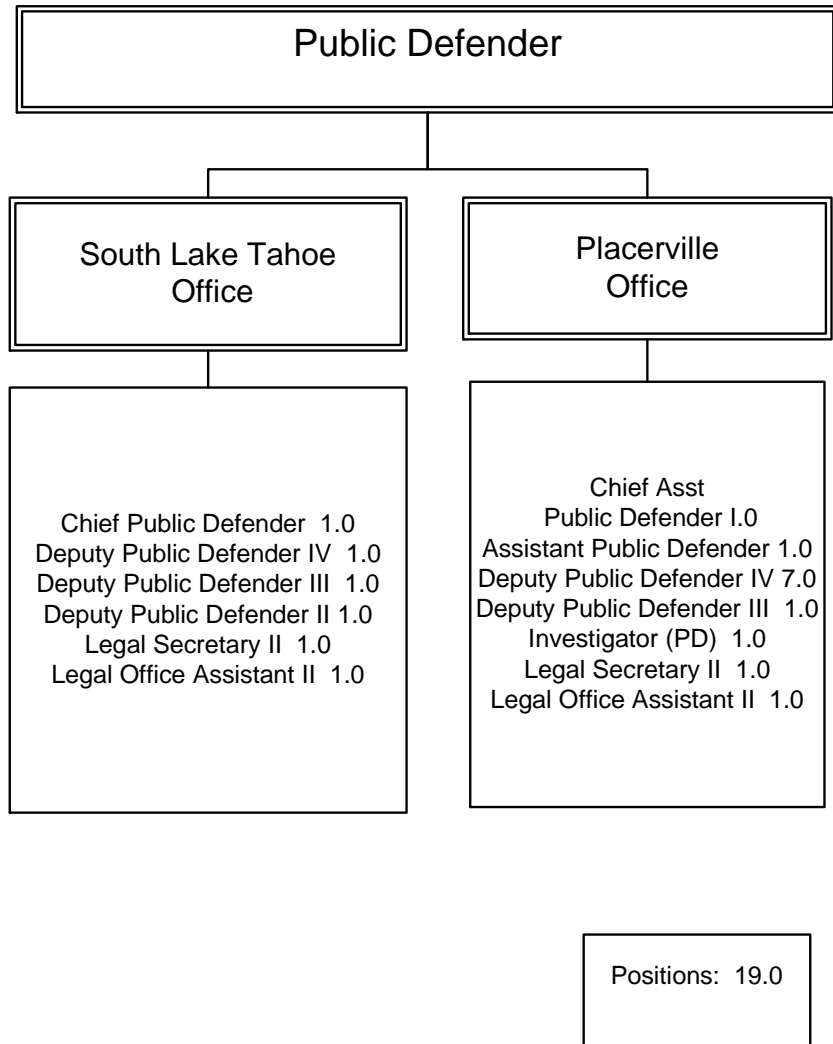 Public Defender
South Lake Tahoe
Office
Placerville
Office
Chief Public Defender  1.0
Deputy Public Defender IV  1.0
Deputy Public Defender III  1.0
Deputy Public Defender II 1.0
Legal Secretary II  1.0
Legal Office Assistant II  1.0
Chief Asst
Public Defender I.0
Assistant Public Defender 1.0
Deputy Public Defender IV 7.0
Deputy Public Defender III  1.0
Investigator (PD)  1.0
Legal Secretary II  1.0
Legal Office Assistant II  1.0
Positions:  19.0